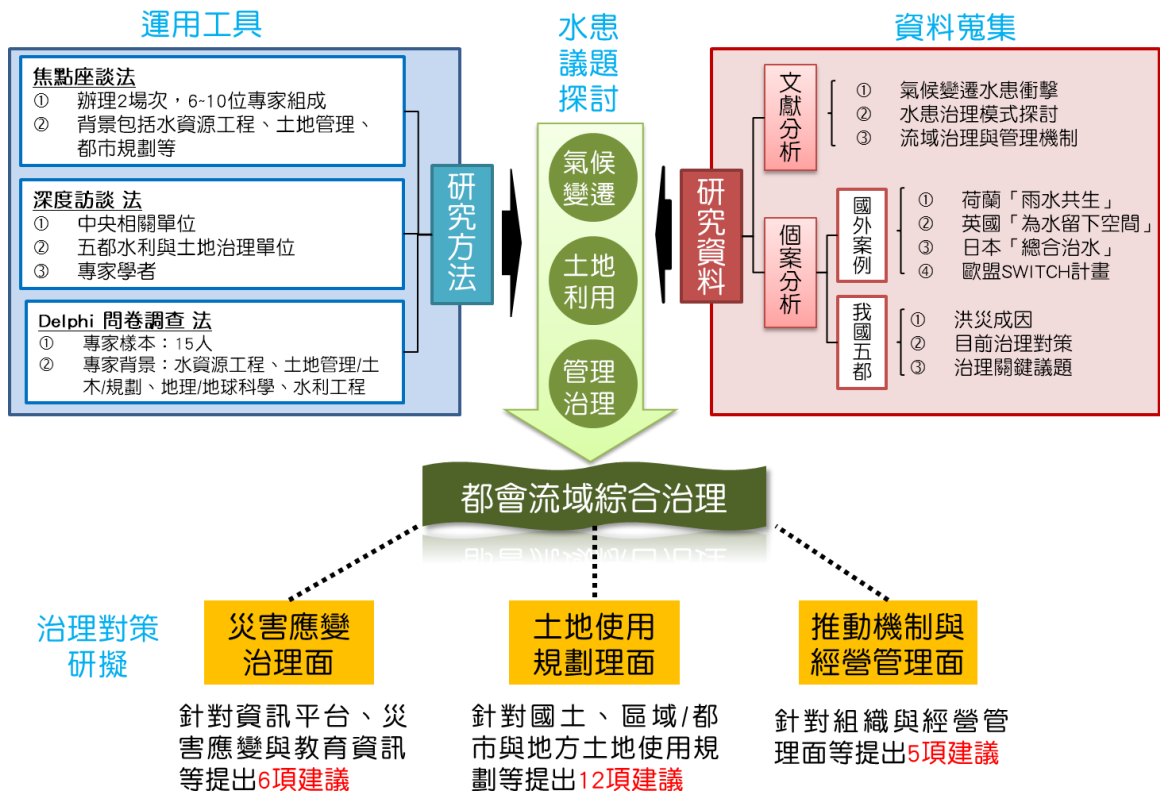 運用工具
焦點座談法
① 辦理2場次，6~10位專家組成
② 背景包括水資源工程、土地管理、
都市規劃等
深度訪談 法
① 中央相關單位
② 五都水利與土地治理單位
③ 專家學者
Delphi 問卷調查 法
① 專家樣本：15人
② 專家背景：水資源工程、土地管理/土
木/規劃、地理/地球科學、水利工程
研究方法
水患
議題
探討
氣候
變遷
土地
利用
管理
治理
資料蒐集
研究資料
文獻分析
① 氣候變遷水患衝擊
② 水患治理模式探討
③ 流域治理與管理機制
個案分析
國外案例
① 荷蘭「雨水共生」
② 英國「為水留下空間」
③ 日本「總合治水」
④ 歐盟SWITCH計畫
我國五都
① 洪災成因
② 目前治理對策
③ 治理關鍵議題
都會流域綜合治理
治理對策
研擬
災害應變
治理面
針對資訊平台、災
害應變與教育資訊
等提出6項建議
土地使用
規劃理面
針對國土、區域/都
市與地方土地使用規
劃等提出12項建議
推動機制與
經營管理面
針對組織與經營管
理面等提出5項建議